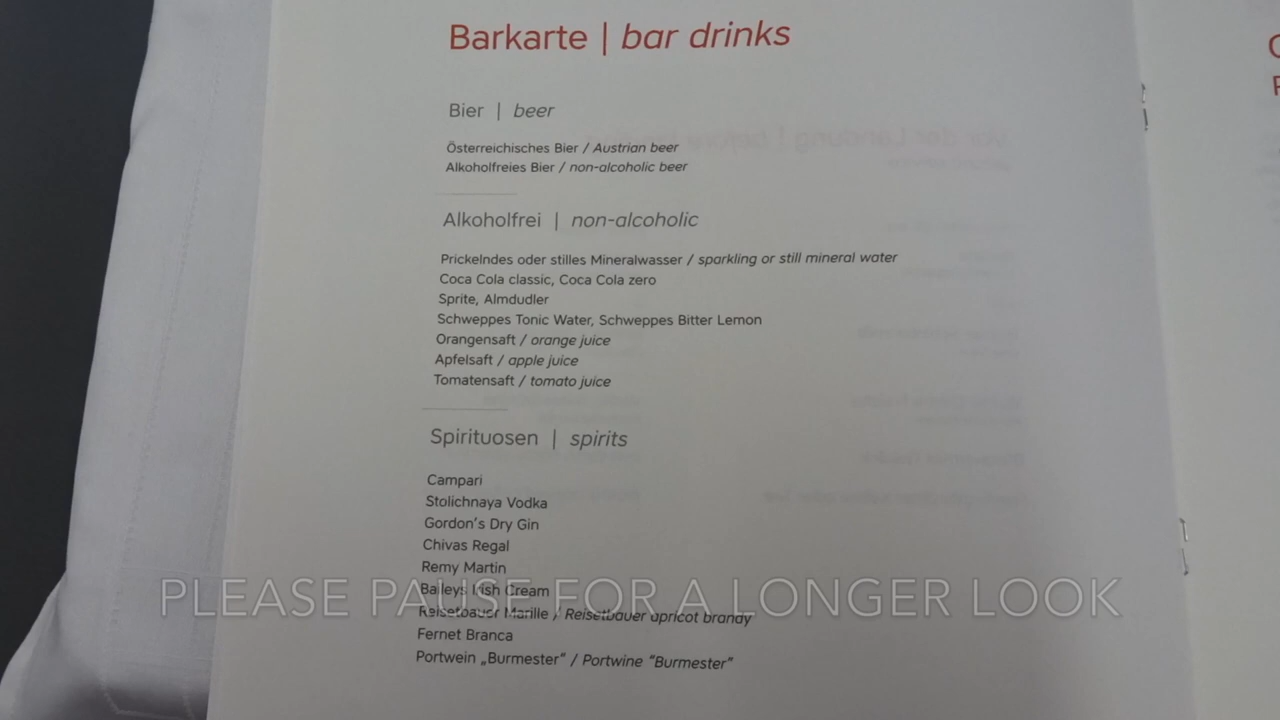 Barkarte | bar drinks
Bier | beer
Österreichisches Bier / Austrian beer
Alkoholfreies Bier / non-alcoholic beer
Alkoholfrei | non-alcoholic
Prickelndes oder stilles Mineralwasser / sparkling or still mineral water
Coca Cola classic, Coca Cola zero
Sprite, Almdudler
Schweppes Tonic Water, Schweppes Bitter Lemon
Orangensaft / orange juice
Apfelsaft / apple juice
Tomatensaft / tomato juice
Spirituosen | spirits
Campari
Stolichnaya Vodka
Gordon's Dry Gin
Chivas Regal
Remy Martin
Baileys Irish Cream
PLEASE PAUSE FOR A LONGER LOOK
Reisetbauer Marille / Reisetbauer apricot brandy
Fernet Branca
Portwein „Burmester" / Portwine "Burmester"